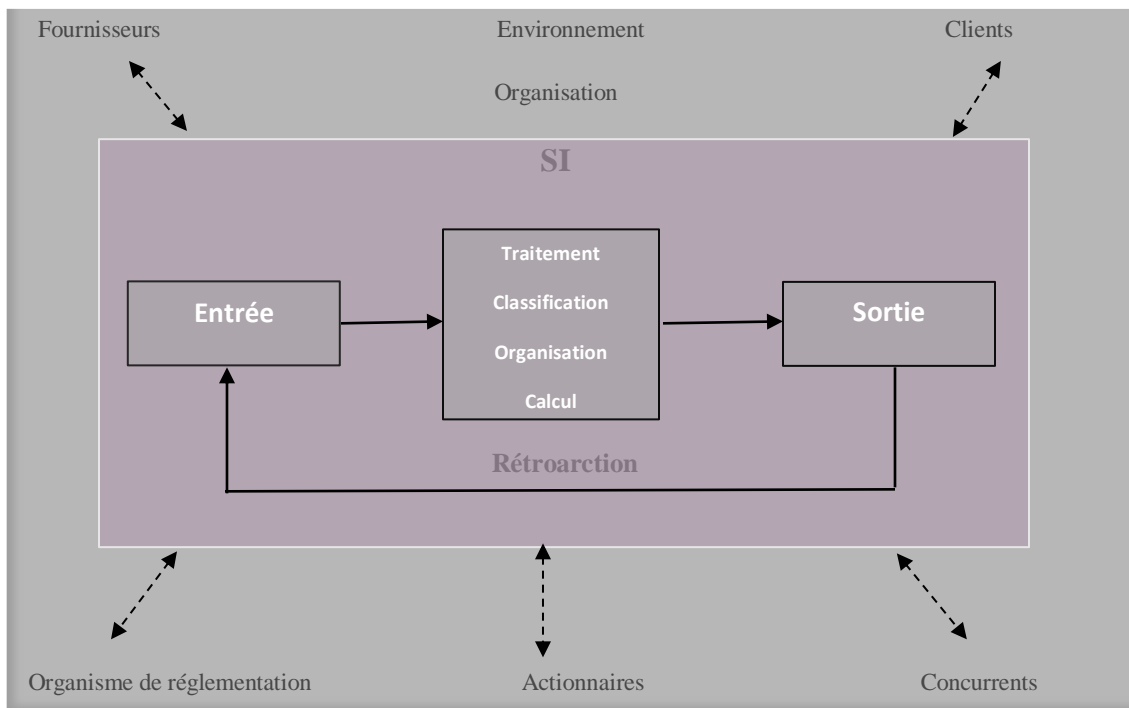 Fournisseurs Environnement Clients
Organisation
SI
Traitement
Entrée Classification Sortie
Organisation
Calcul
Rétroarction
Organisme de réglementation Actionnaires Concurrents